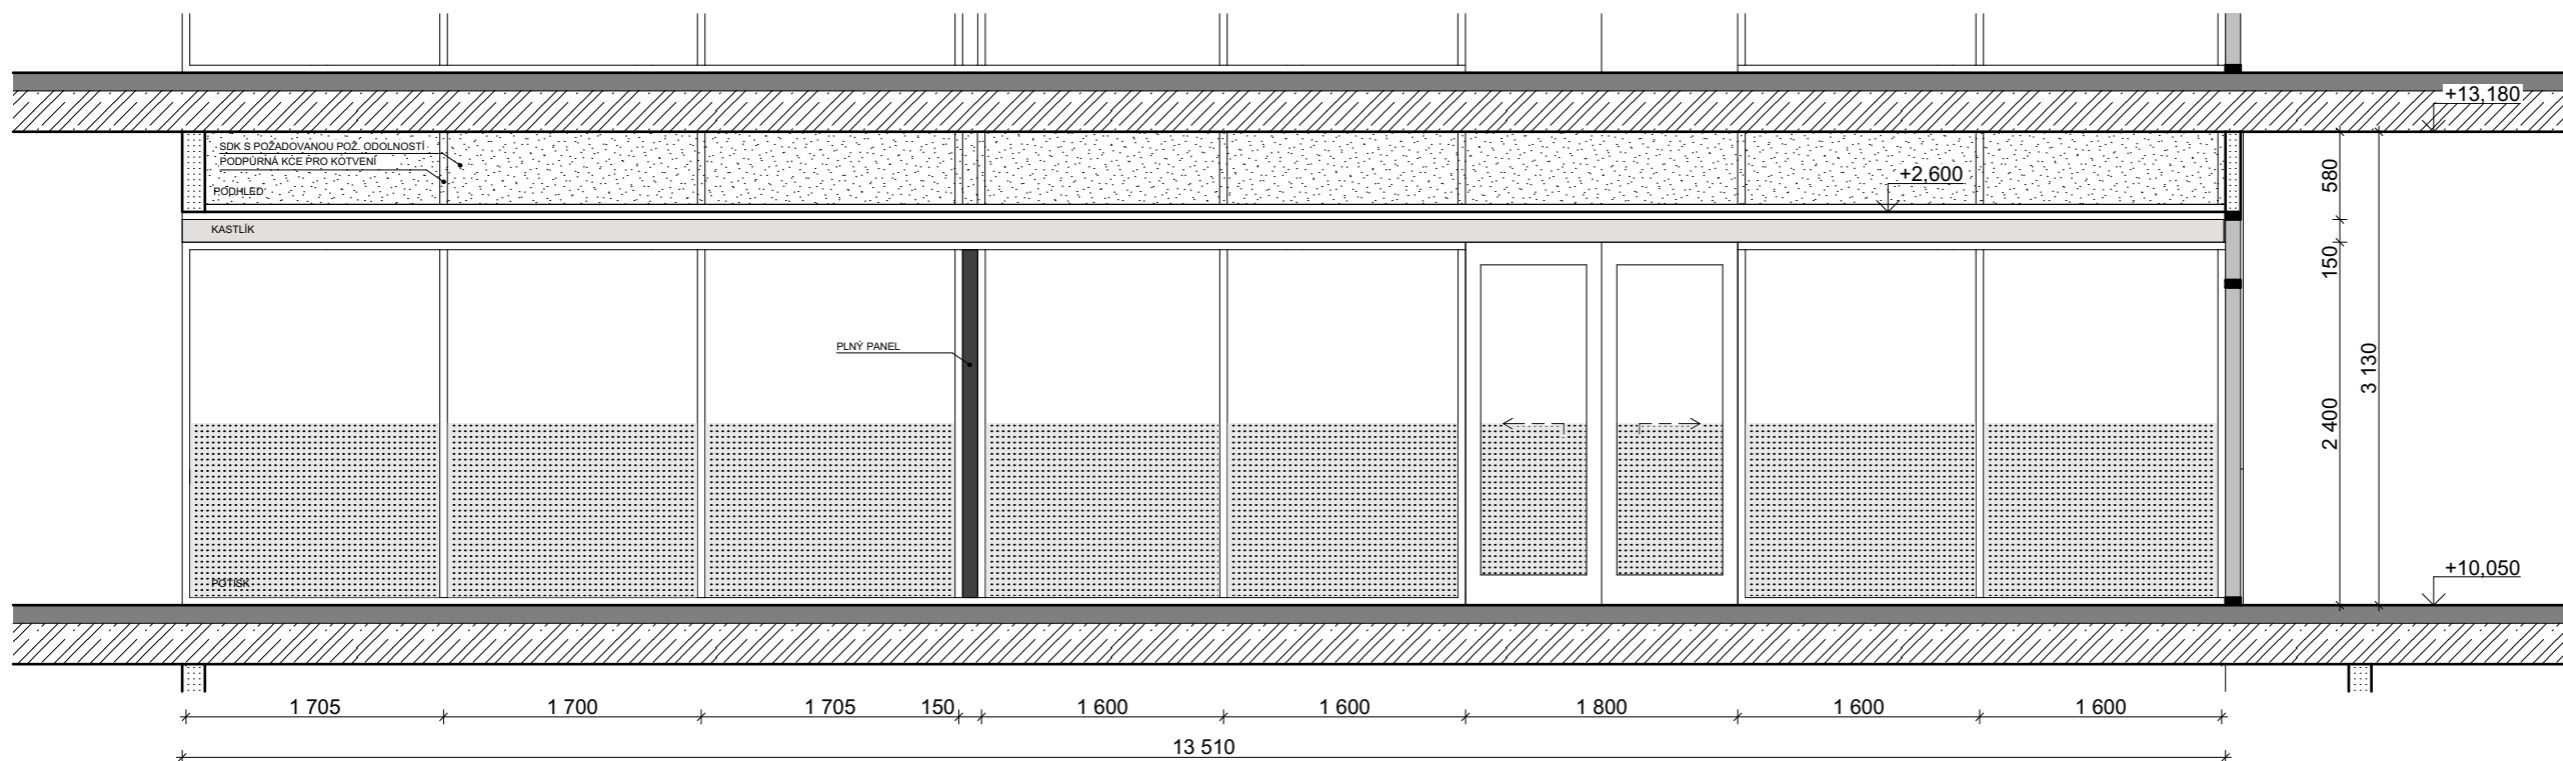 +13,180
SDK S POŽADOVANOU POŽ. ODOLNOSTÍ
PODPŮRNÁ KCE PRO KOTVENÍ
PODHLED
+2,600
580
KASTLÍK
150
PLNÝ PANEL
3 130
2 400
POTISK
+10,050
1 705
1 700
1 705
150
1 600
1 600
1 800
1 600
1 600
13 510